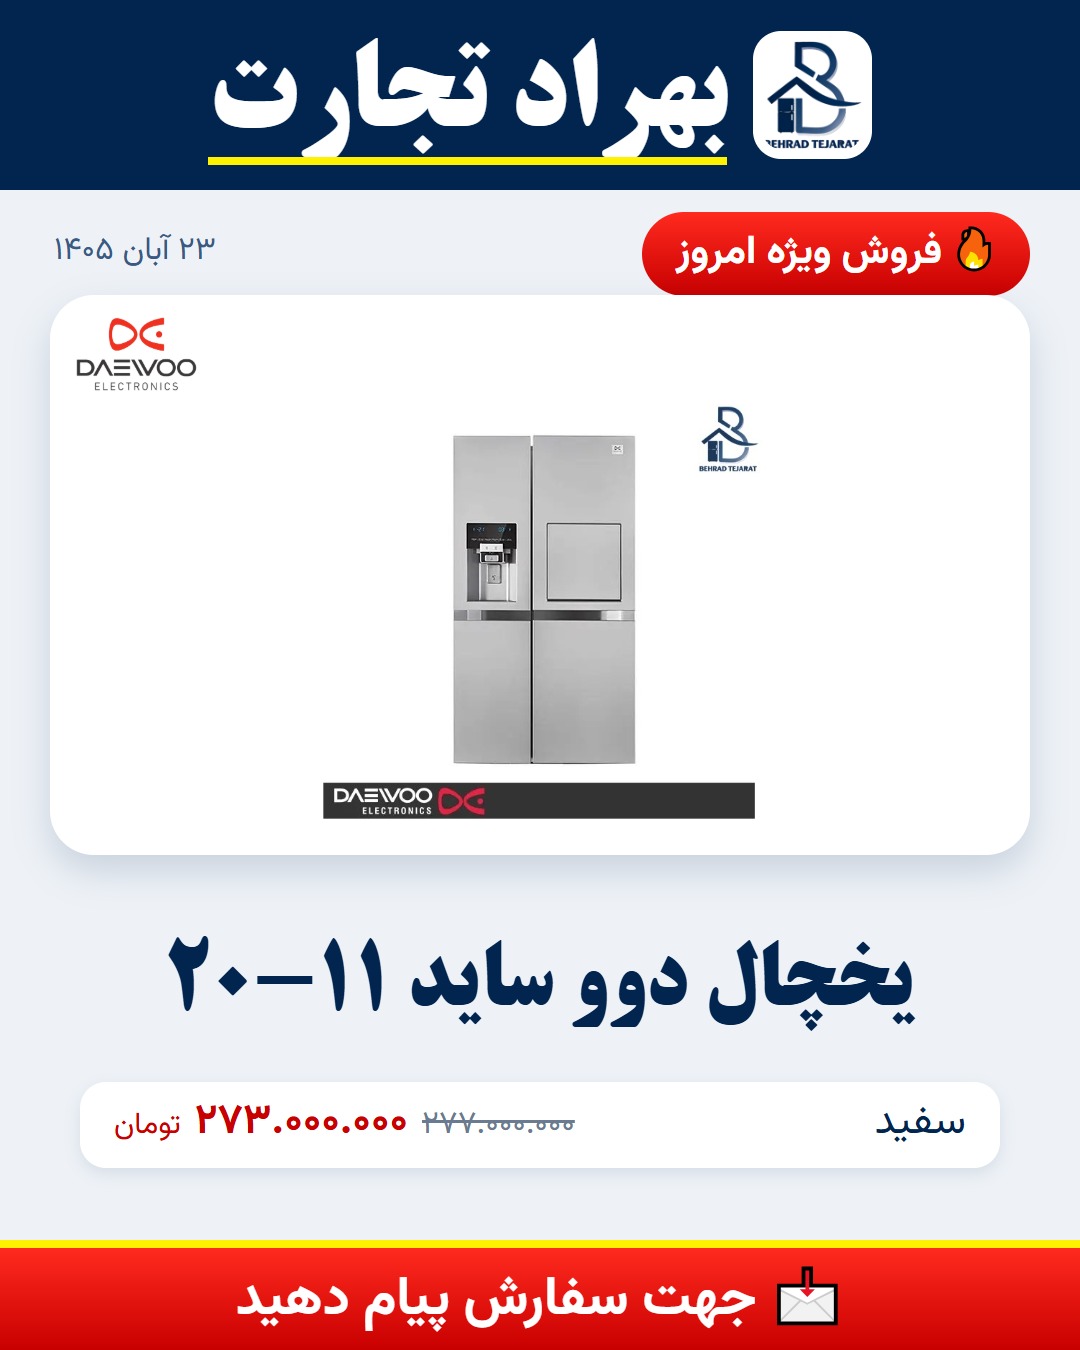 بهراد تجارت
BEHRAD TEJARAT
🔥 فروش ویژه امروز
۲۳ آبان ۱۴۰۵
DAEWOO
ELECTRONICS
BEHRAD TEJARAT
DAEWOO
ELECTRONICS
یخچال دوو ساید ۱۱-۲۰
سفید
۲۷۷.۰۰۰.۰۰۰ ۲۷۳.۰۰۰.۰۰۰ تومان
📩 جهت سفارش پیام دهید